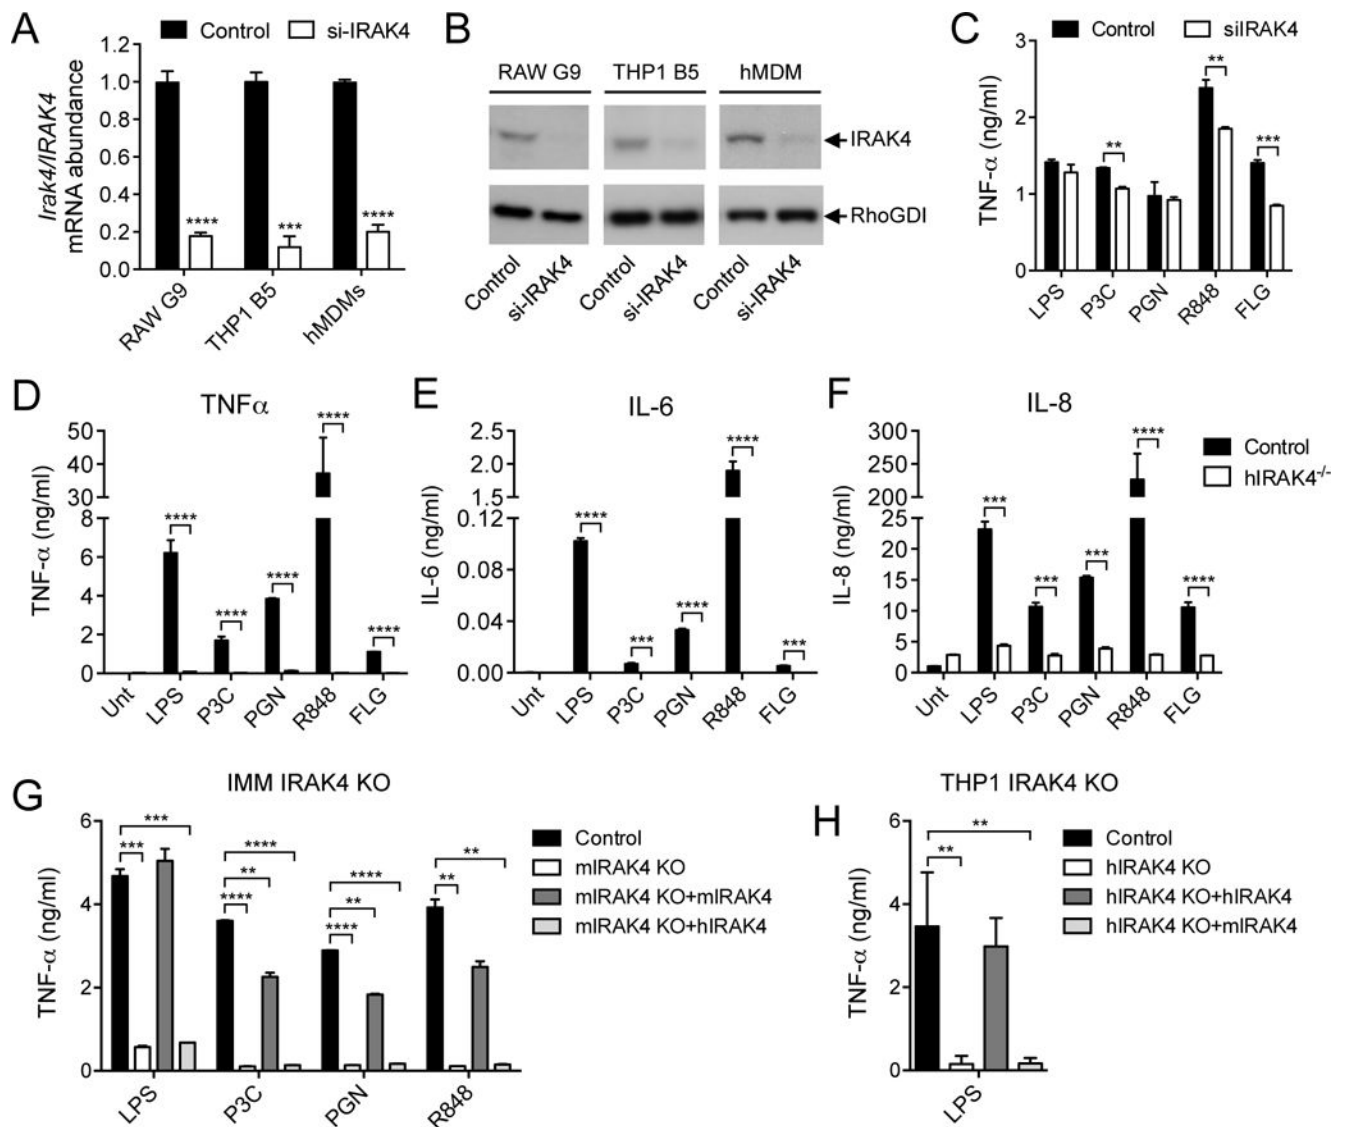 A
Control
si-IRAK4
Irak4/IRAK4
mRNA abundance
1.2
1.0
0.8
0.6
0.4
0.2
0.0
****
***
****
RAW G9
THP1 B5
hMDMs
B
RAW G9
THP1 B5
hMDM
IRAK4
RhoGDI
Control
si-IRAK4
Control
si-IRAK4
Control
si-IRAK4
C
Control
siIRAK4
TNF-α (ng/ml)
3
2
1
0
**
**
***
LPS
P3C
PGN
R848
FLG
D
TNFα
TNF-α (ng/ml)
50
40
30
8
6
4
2
0
****
****
****
****
****
Unt
LPS
P3C
PGN
R848
FLG
E
IL-6
IL-6 (ng/ml)
2.5
2.0
1.5
0.12
0.08
0.04
0.00
****
***
****
****
***
Unt
LPS
P3C
PGN
R848
FLG
F
IL-8
IL-8 (ng/ml)
300
250
200
25
20
15
10
5
0
***
***
***
****
****
Unt
LPS
P3C
PGN
R848
FLG
Control
hIRAK4-/-
G
IMM IRAK4 KO
TNF-α (ng/ml)
6
4
2
0
***
***
****
**
****
****
**
****
**
**
LPS
P3C
PGN
R848
Control
mIRAK4 KO
mIRAK4 KO+mIRAK4
mIRAK4 KO+hIRAK4
H
THP1 IRAK4 KO
TNF-α (ng/ml)
6
4
2
0
**
**
LPS
Control
hIRAK4 KO
hIRAK4 KO+hIRAK4
hIRAK4 KO+mIRAK4